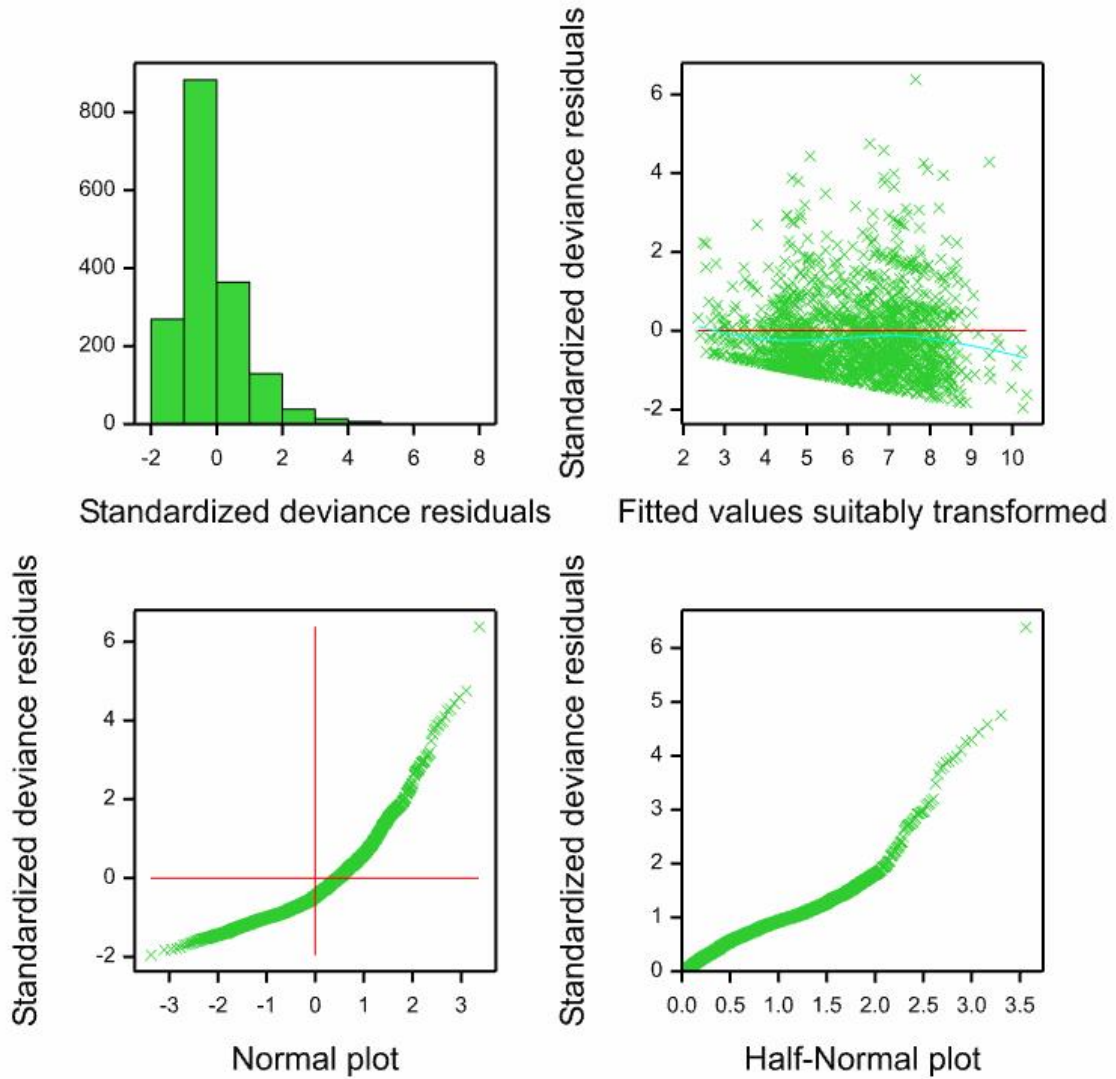 800
600
400
200
0
-2 0 2 4 6 8
Standardized deviance residuals
Standardized deviance residuals
6
4
2
0
-2
2 3 4 5 6 7 8 9 10
Fitted values suitably transformed
Standardized deviance residuals
6
4
2
0
-2
-3 -2 -1 0 1 2 3
Normal plot
Standardized deviance residuals
6
5
4
3
2
1
0
0.0 0.5 1.0 1.5 2.0 2.5 3.0 3.5
Half-Normal plot